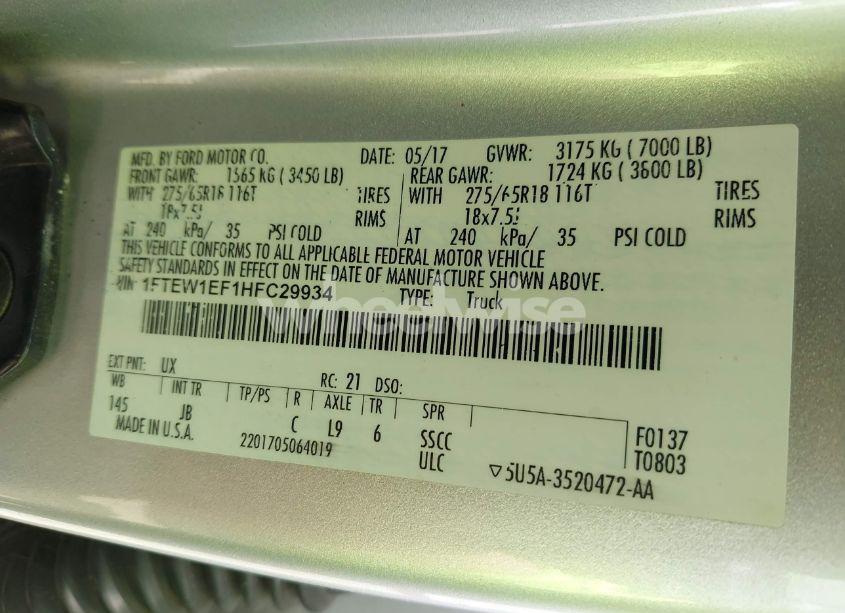 MFD. BY FORD MOTOR CO. DATE: 05/17 GVWR: 3175 KG ( 7000 LB)
FRONT GAWR: 1565 KG ( 3450 LB) REAR GAWR: 1724 KG ( 3800 LB)
WITH 275/65R18 116T TIRES WITH 275/65R18 116T TIRES
18x7.5J RIMS 18x7.5J RIMS
AT 240 kPa/ 35 PSI COLD AT 240 kPa/ 35 PSI COLD
THIS VEHICLE CONFORMS TO ALL APPLICABLE FEDERAL MOTOR VEHICLE
SAFETY STANDARDS IN EFFECT ON THE DATE OF MANUFACTURE SHOWN ABOVE.
VIN: 1FTEW1EF1HFC29934 TYPE: Truck
wheelwise
EXT PNT: UX RC: 21 DSO:
WB INT TR TP/PS R AXLE TR SPR
145 JB C L9 6 SSCC F0137
MADE IN U.S.A. 2201705064019 ULC T0803
▽5U5A-3520472-AA